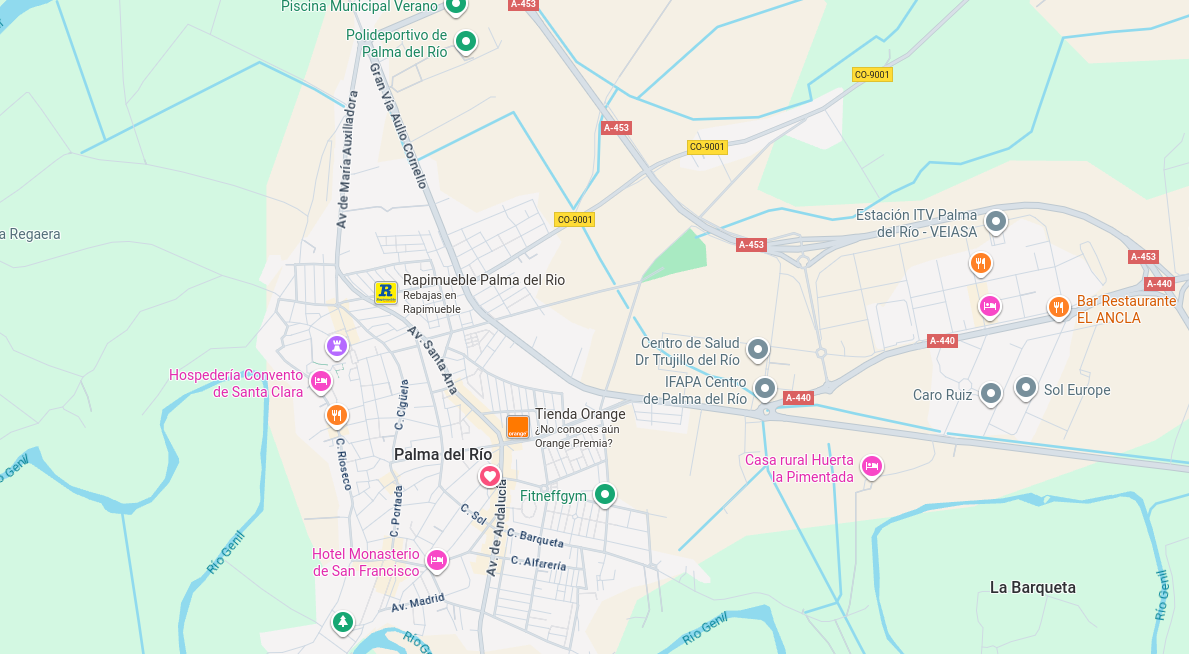 Piscina Municipal Verano
A-453
Polideportivo de
Palma del Río
Gran Vía Aulio Cornelio
CO-9001
Av de María Auxiliadora
A-453
CO-9001
CO-9001
Estación ITV Palma
del Río - VEIASA
a Regaera
A-453
A-453
A-440
Rapimueble Palma del Rio
Rebajas en
Rapimueble
R
Bar Restaurante
EL ANCLA
Av. Santa Ana
A-440
Centro de Salud
Dr Trujillo del Río
Hospedería Convento
de Santa Clara
IFAPA Centro
de Palma del Río
C. Cigüela
A-440
Caro Ruiz
Sol Europe
Tienda Orange
¿No conoces aún
Orange Premia?
orange
C. Rioseco
Palma del Río
Casa rural Huerta
la Pimentada
Río Genil
Fitneffgym
C. Portada
C. Sol
Av. de Andalucía
C. Barqueta
Río Genil
Hotel Monasterio
de San Francisco
C. Alfarería
La Barqueta
Río Genil
Av. Madrid
Río Genil
Río Ge